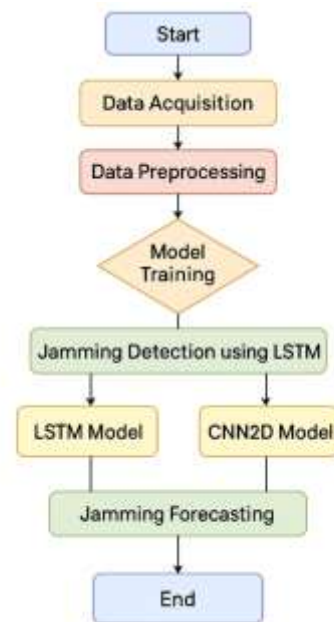 Start
Data Acquisition
Data Preprocessing
Model
Training
Jamming Detection using LSTM
LSTM Model
CNN2D Model
Jamming Forecasting
End